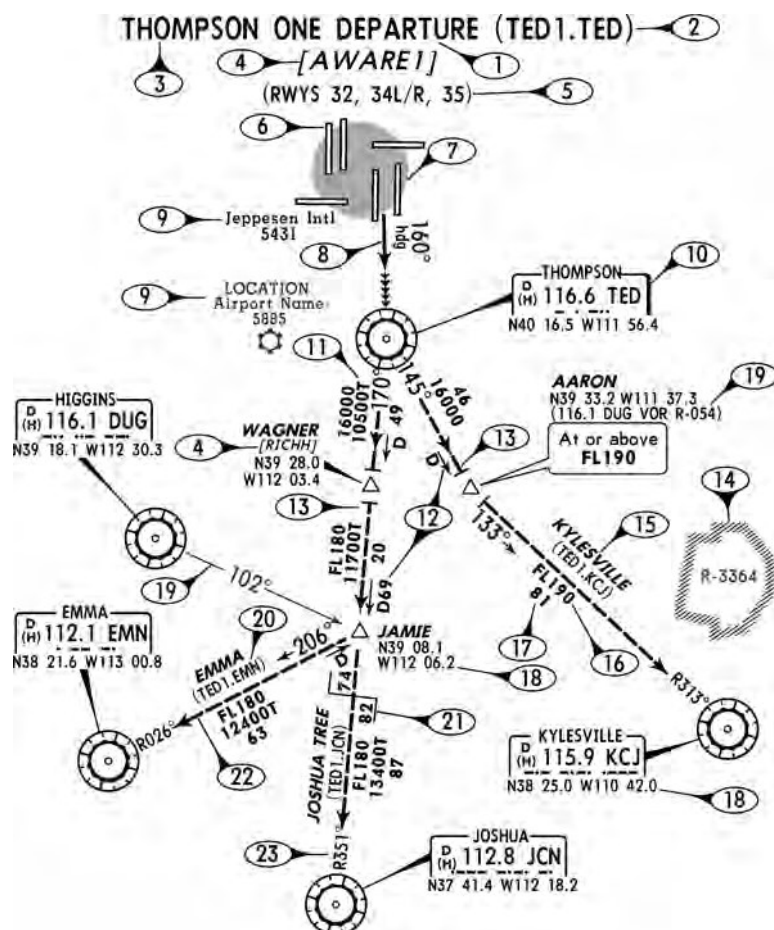 THOMPSON ONE DEPARTURE (TED1.TED)
2
4
[AWARE1]
3
1
(RWYS 32, 34L/R, 35)
5
6
7
9
Jeppesen Intl
5431
8
hdg
160°
10
9
LOCATION
Airport Name
5885
THOMPSON
D
(H) 116.6 TED
N40 16.5 W111 56.4
11
170°
16000
10500T
D 49
145°
46
16000
D
AARON
N39 33.2 W111 37.3
(116.1 DUG VOR R-054)
19
HIGGINS
D
(H) 116.1 DUG
N39 18.1 W112 30.3
WAGNER
[RICHH]
N39 28.0
W112 03.4
4
13
At or above
FL190
13
12
14
133°
KYLESVILLE
(TED1.KCJ)
15
FL190
81
R-3364
FL180
11700T
20
D69
19
102°
17
16
EMMA
D
(H) 112.1 EMN
N38 21.6 W113 00.8
20
206°
JAMIE
N39 08.1
W112 06.2
18
EMMA
(TED1.EMN)
D
74
82
21
R313°
R026°
FL180
12400T
63
22
JOSHUA TREE
(TED1.JCN)
FL180
13400T
87
KYLESVILLE
D
(H) 115.9 KCJ
N38 25.0 W110 42.0
18
23
R351°
JOSHUA
D
(H) 112.8 JCN
N37 41.4 W112 18.2